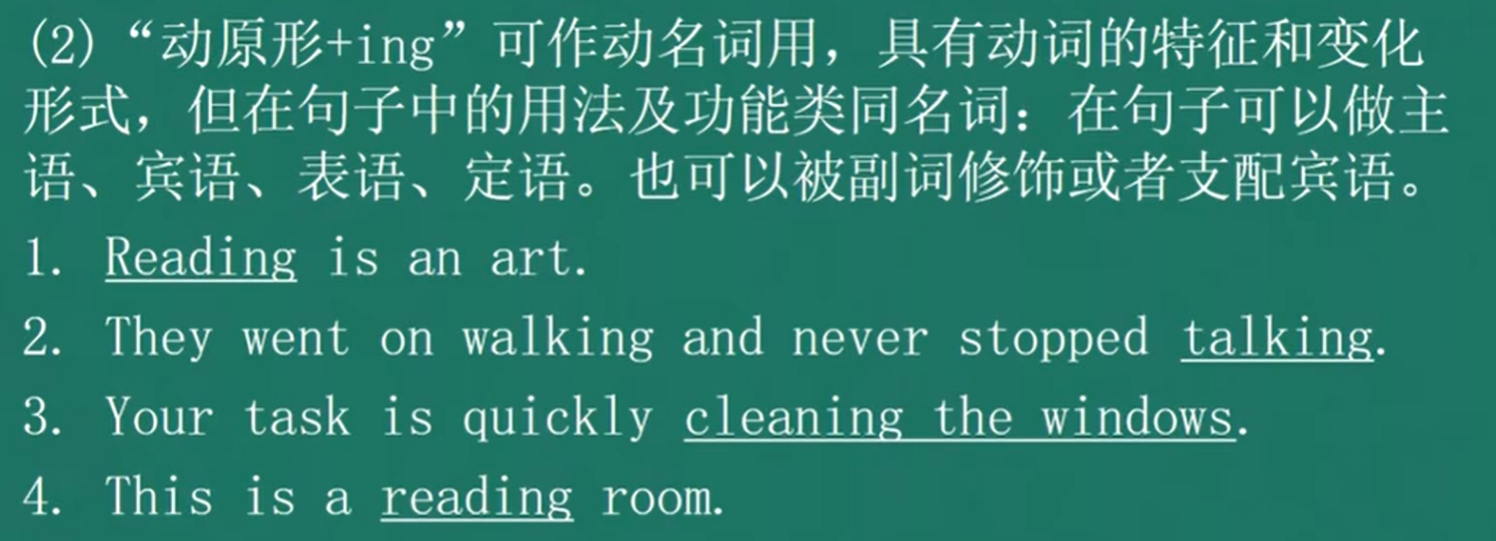 (2)“动原形+ing”可作动名词用，具有动词的特征和变化
形式，但在句子中的用法及功能类同名词：在句子可以做主
语、宾语、表语、定语。也可以被副词修饰或者支配宾语。
1. Reading is an art.
2. They went on walking and never stopped talking.
3. Your task is quickly cleaning the windows.
4. This is a reading room.